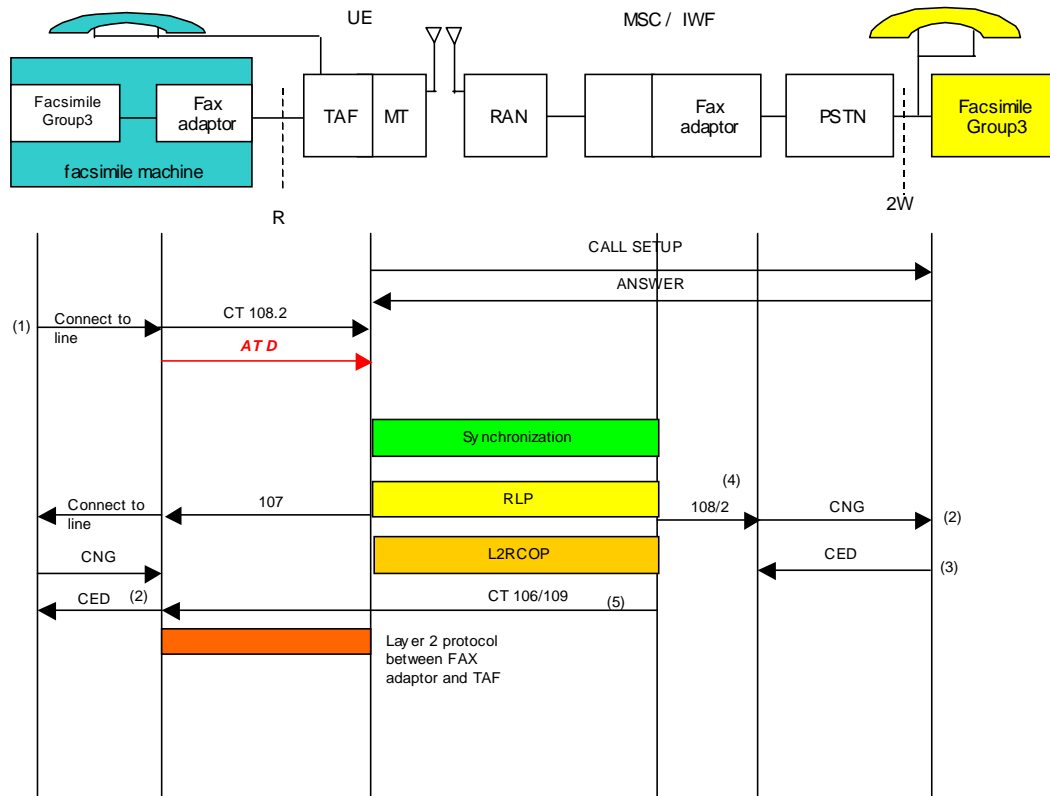 UE
MSC / IWF
Facsimile
Group3
Fax
adaptor
facsimile machine
TAF
MT
RAN
Fax
adaptor
PSTN
Facsimile
Group3
R
2W
CALL SETUP
ANSWER
(1)
Connect to
line
CT 108.2
ATD
Synchronization
Connect to
line
107
RLP
(4)
108/2
CNG
(2)
CNG
L2RCOP
CED
(3)
CED
(2)
CT 106/109
(5)
Layer 2 protocol
between FAX
adaptor and TAF